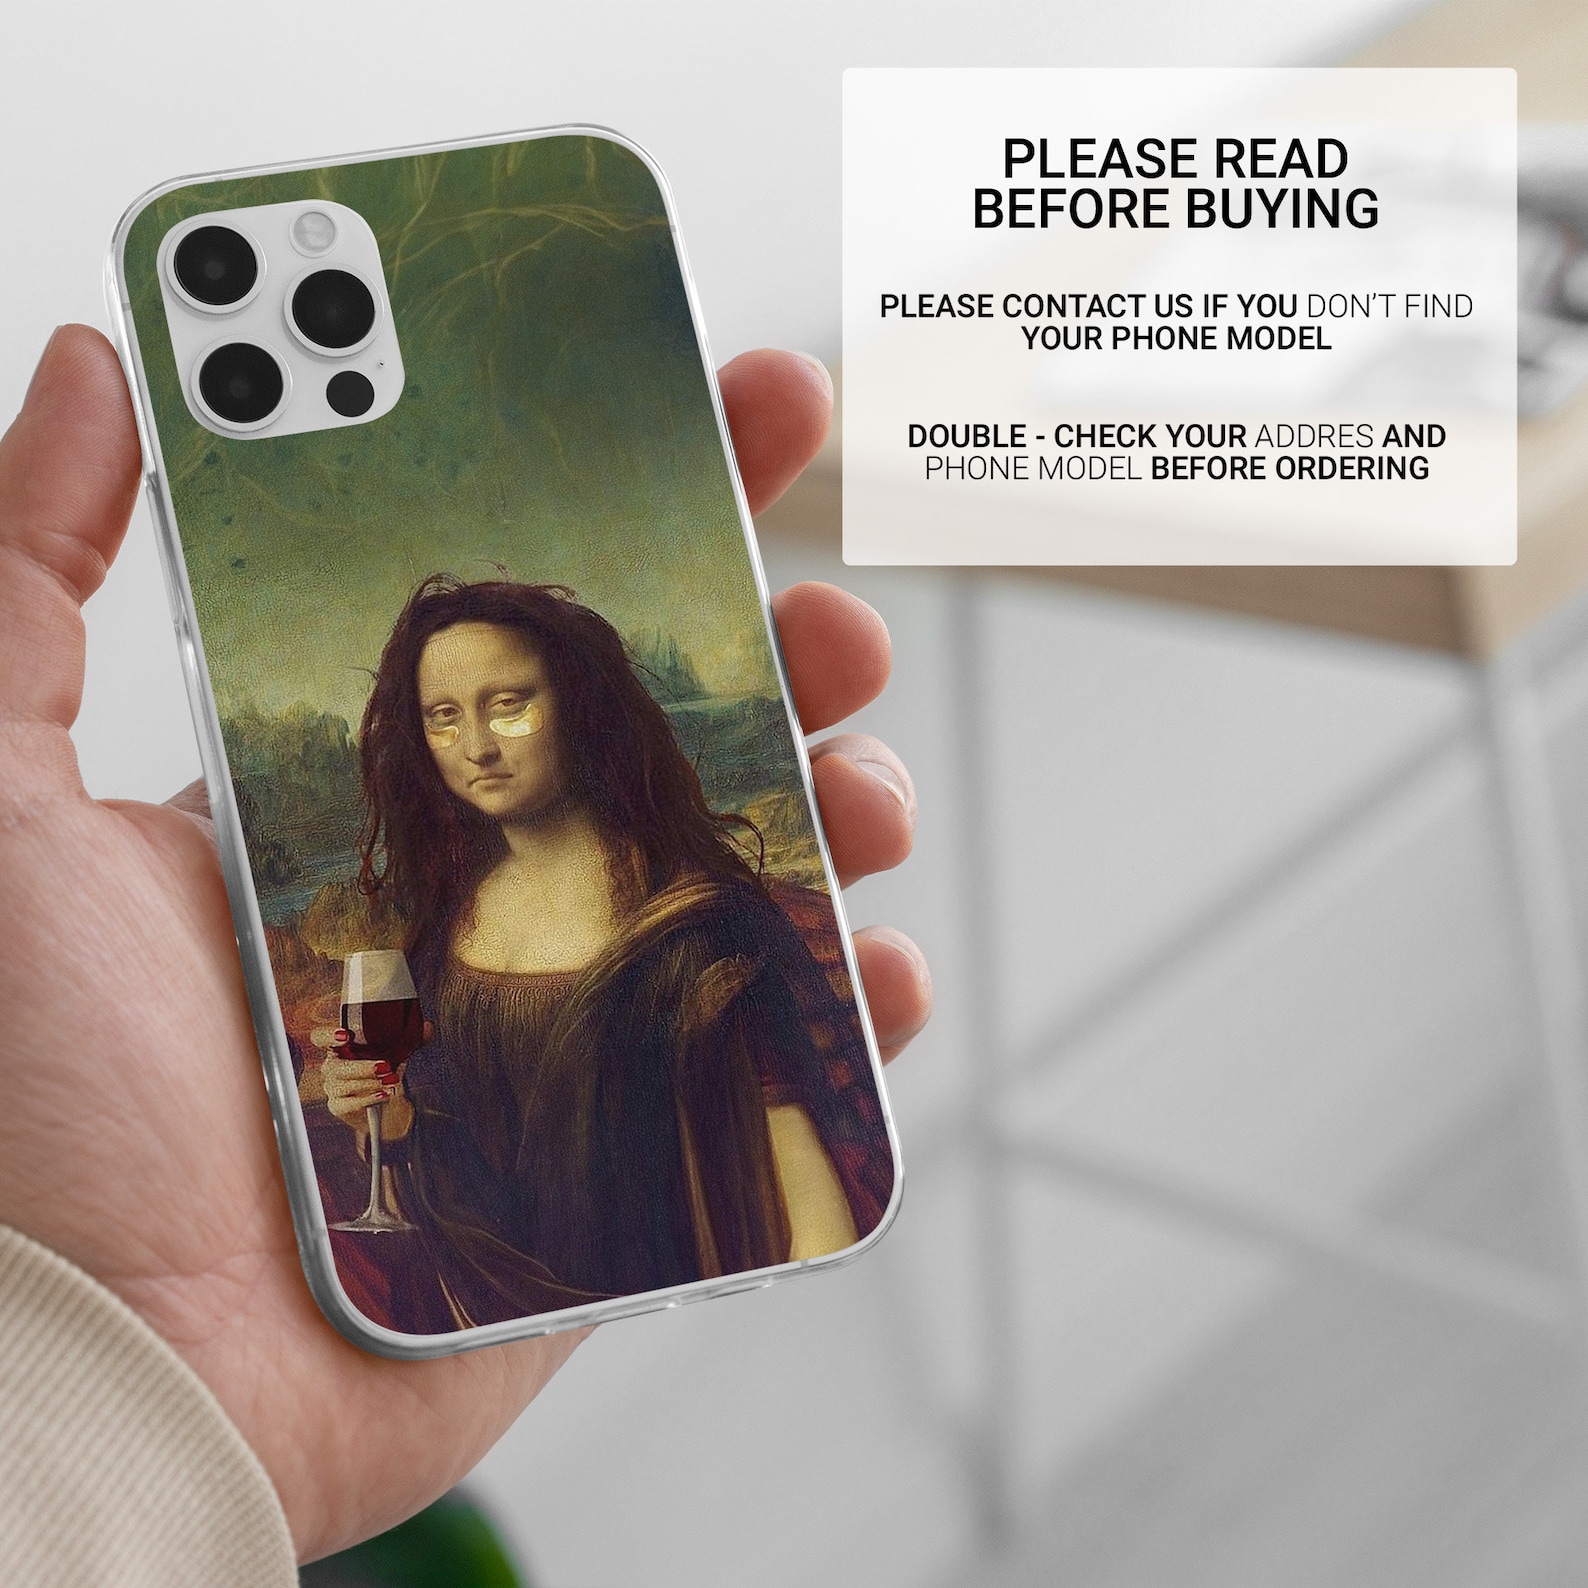 PLEASE READ
BEFORE BUYING
PLEASE CONTACT US IF YOU DON'T FIND
YOUR PHONE MODEL
DOUBLE - CHECK YOUR ADDRES AND
PHONE MODEL BEFORE ORDERING